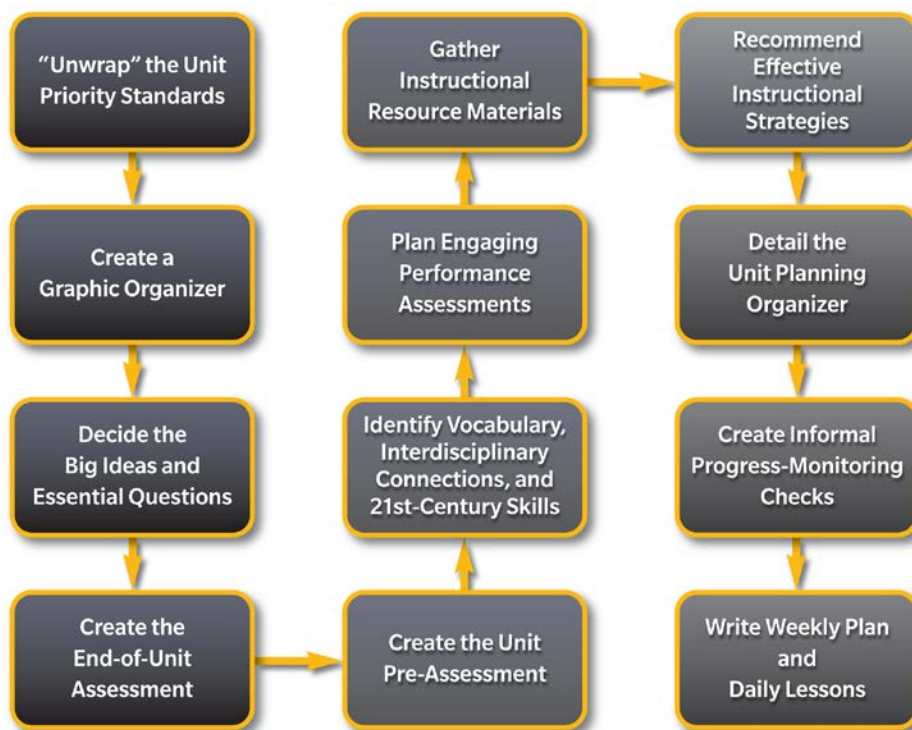 “Unwrap” the Unit
Priority Standards
Create a
Graphic Organizer
Decide the
Big Ideas and
Essential Questions
Create the
End-of-Unit
Assessment
Create the Unit
Pre-Assessment
Identify Vocabulary,
Interdisciplinary
Connections, and
21st-Century Skills
Plan Engaging
Performance
Assessments
Gather
Instructional
Resource Materials
Recommend
Effective
Instructional
Strategies
Detail the
Unit Planning
Organizer
Create Informal
Progress-Monitoring
Checks
Write Weekly Plan
and
Daily Lessons